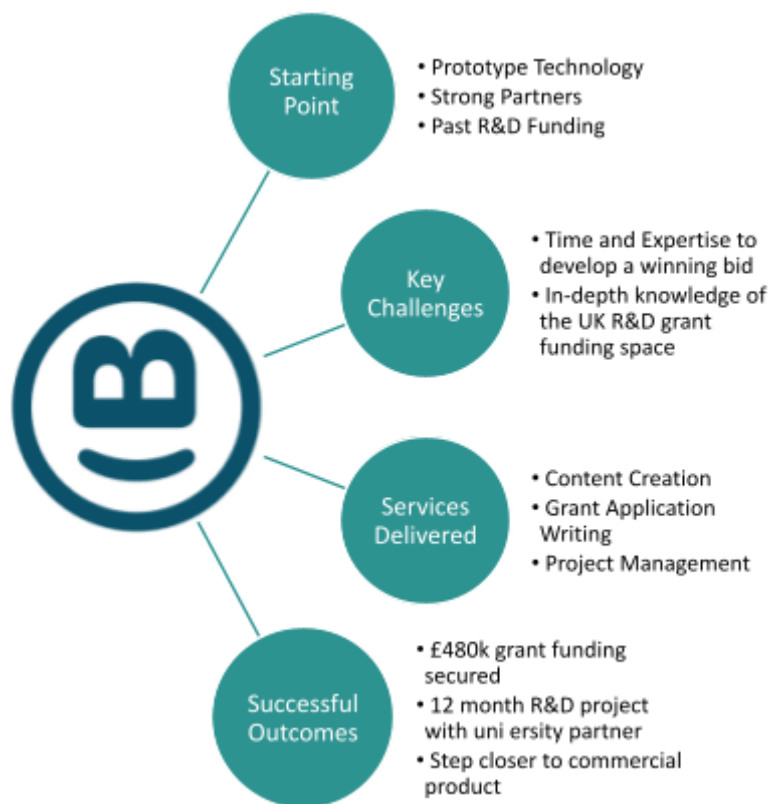 Starting
Point
• Prototype Technology
• Strong Partners
• Past R&D Funding
Key
Challenges
• Time and Expertise to
develop a winning bid
• In-depth knowledge of
the UK R&D grant
funding space
B
Services
Delivered
• Content Creation
• Grant Application
Writing
• Project Management
Successful
Outcomes
• £480k grant funding
secured
• 12 month R&D project
with uni ersity partner
• Step closer to commercial
product